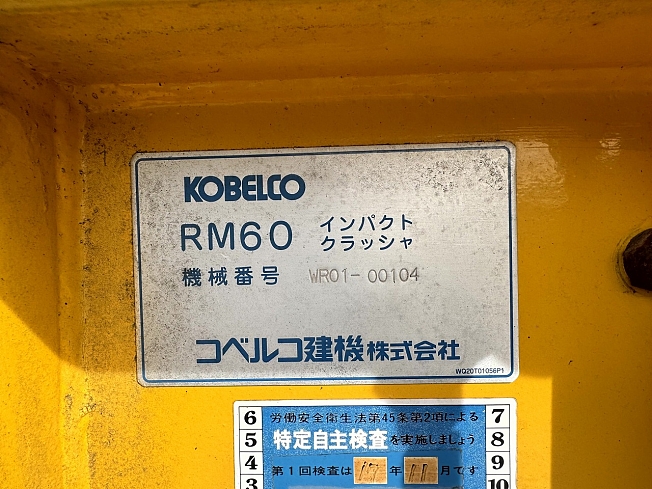 KOBELCO
RM60 インパクト
クラッシャ
機械番号 WR01-00104
コベルコ建機株式会社
WQ20T01056P1
6 労働安全衛生法第45条第2項による 7
5 特定自主検査を実施しましょう 8
4 第1回検査は17年11月です 9
3 10